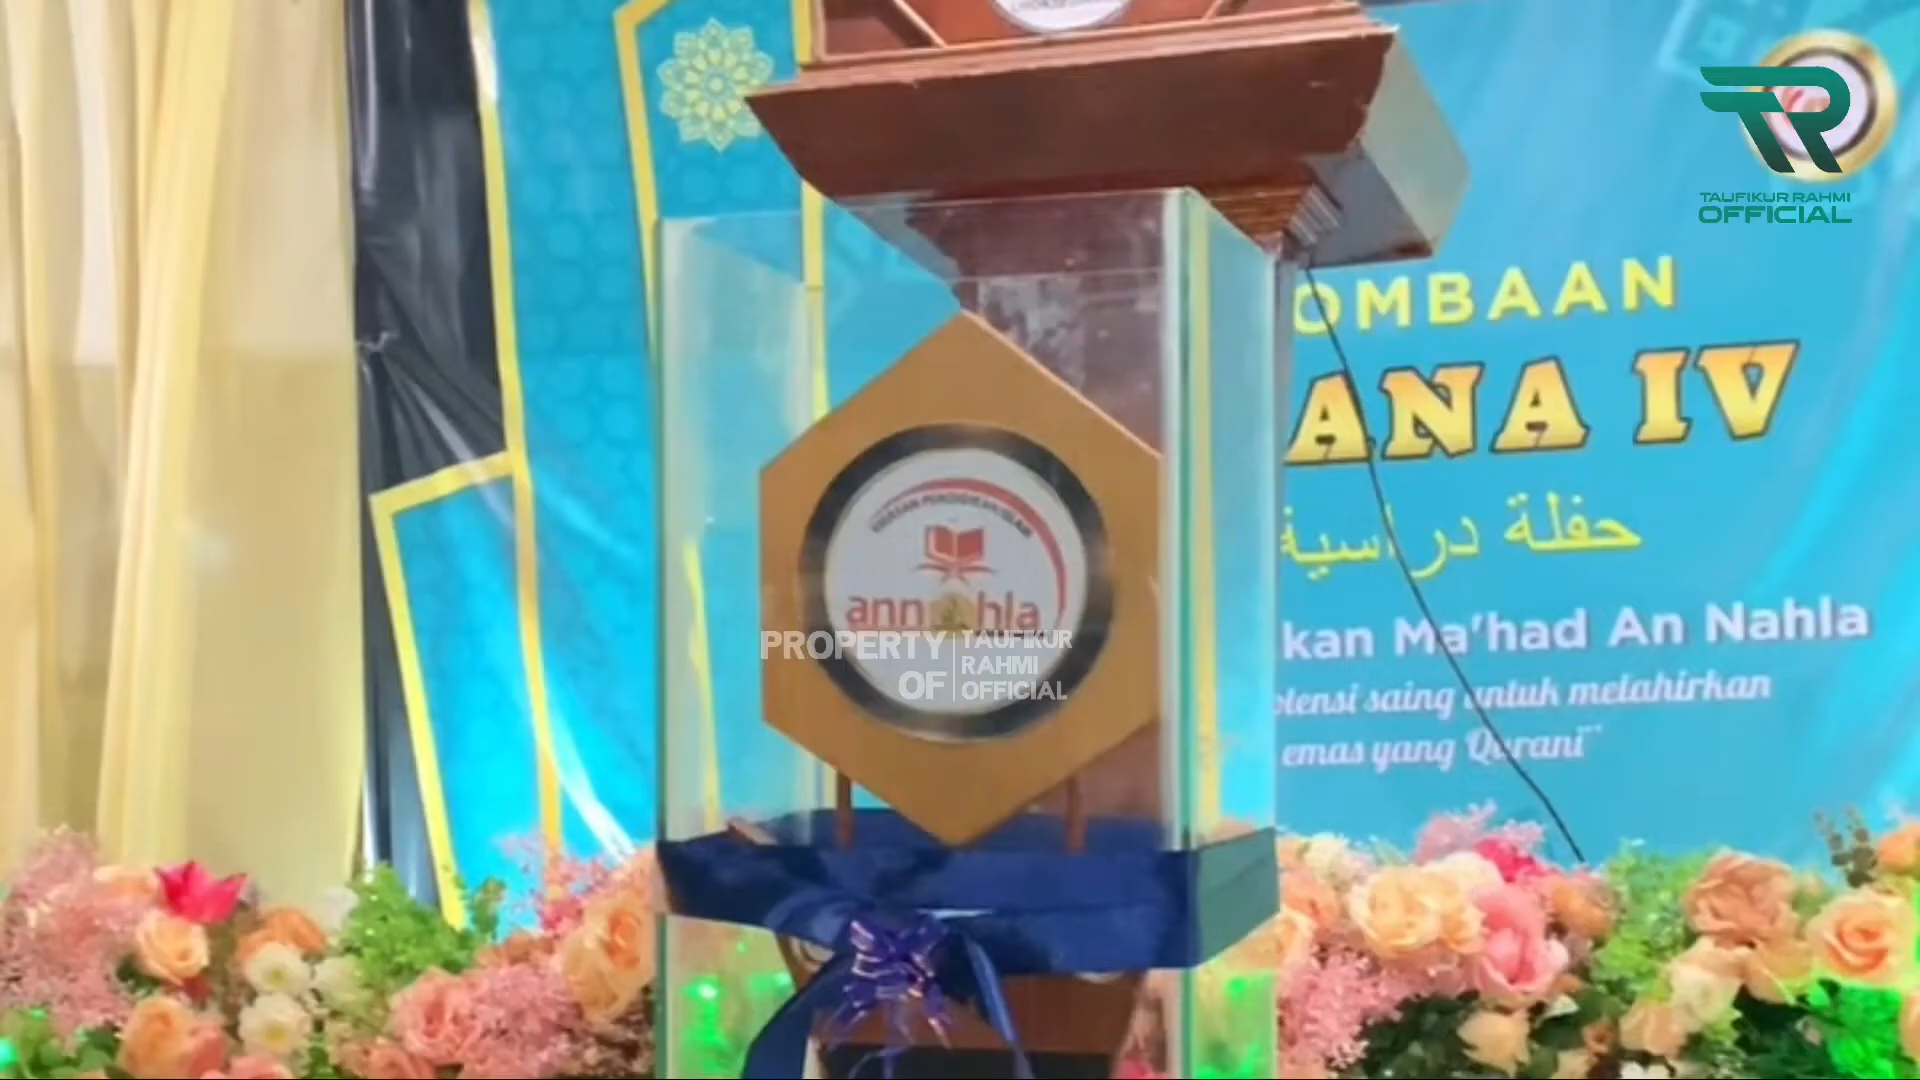 TAUFIKUR RAHMI
OFFICIAL
OMBAAN
ANA IV
حفلة دراسية
kan Ma'had An Nahla
otensi saing untuk melahirkan
emas yang Qorani"
annahla
PROPERTY OF
TAUFIKUR RAHMI OFFICIAL